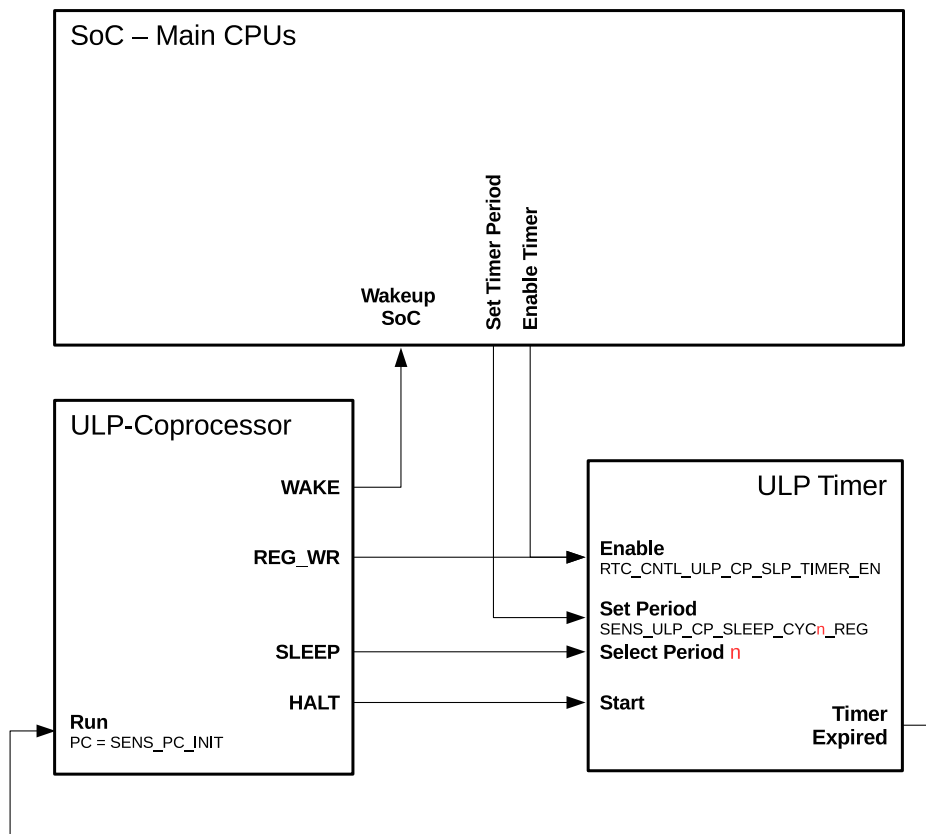 SoC – Main CPUs
Set Timer Period
Enable Timer
Wakeup
SoC
ULP-Coprocessor
WAKE
REG_WR
SLEEP
HALT
Run
PC = SENS_PC_INIT
ULP Timer
Enable
RTC_CNTL_ULP_CP_SLP_TIMER_EN
Set Period
SENS_ULP_CP_SLEEP_CYCn_REG
Select Period n
Start
Timer
Expired